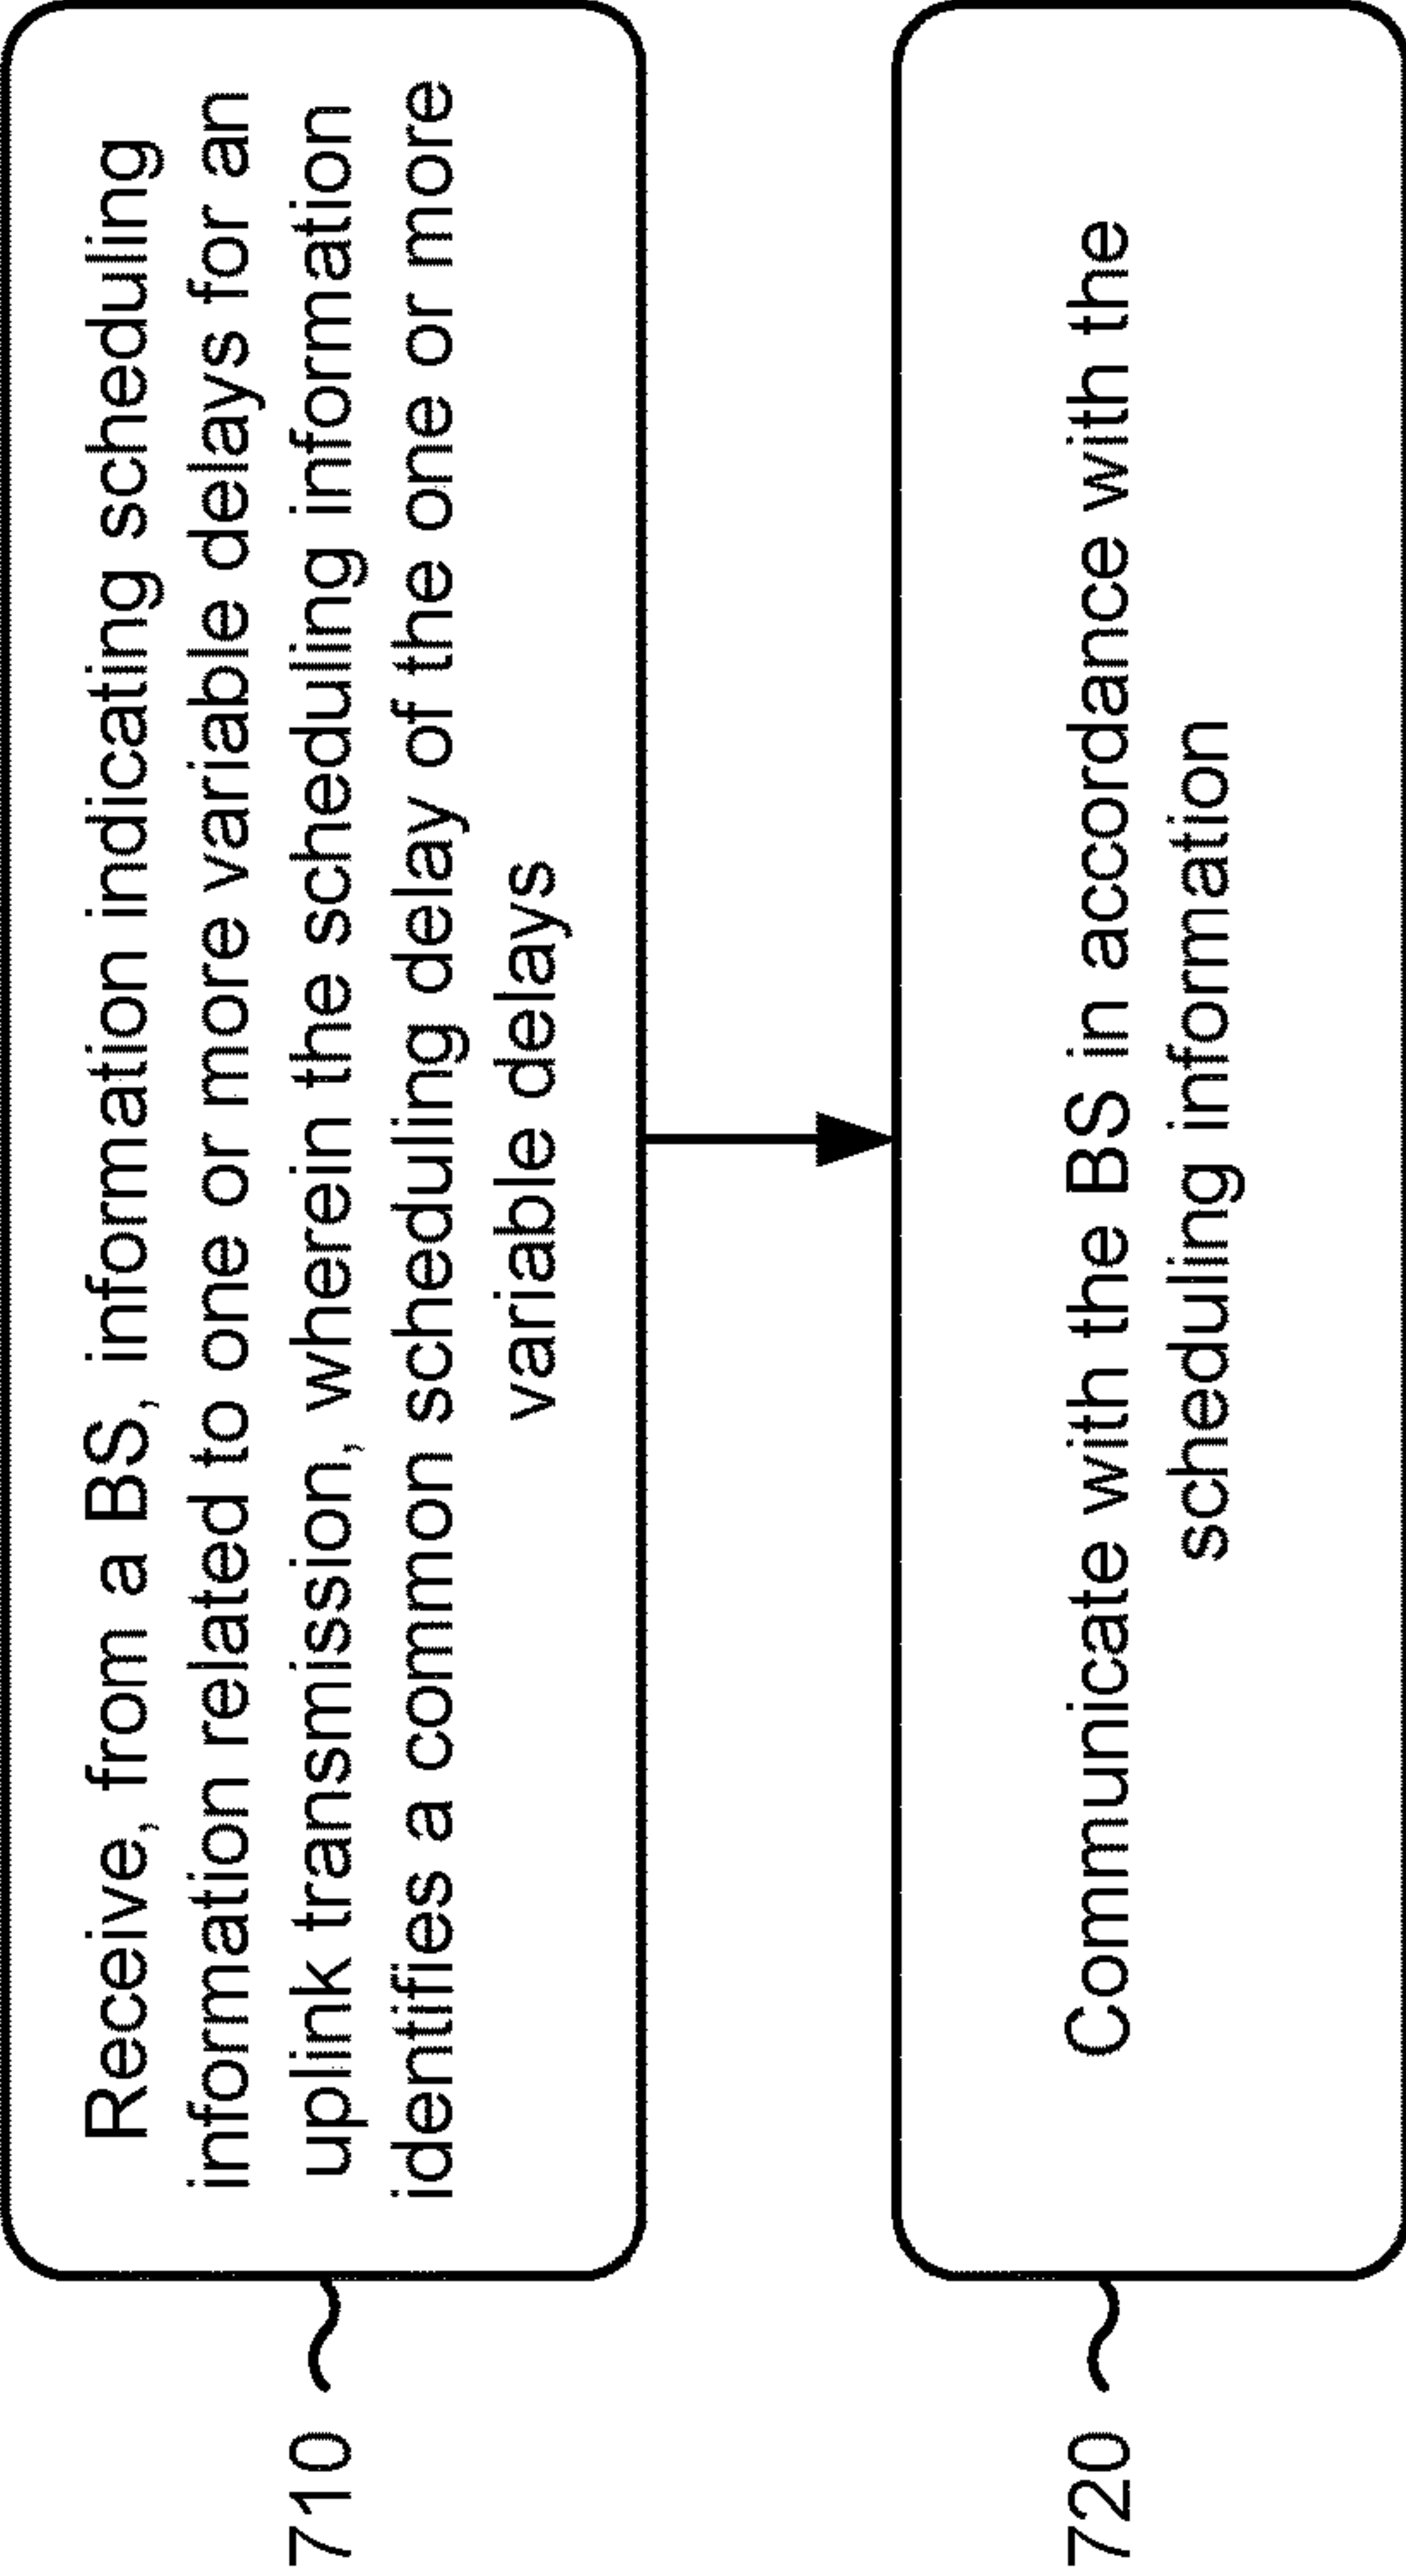 710
Receive, from a BS, information indicating scheduling
information related to one or more variable delays for an
uplink transmission, wherein the scheduling information
identifies a common scheduling delay of the one or more
variable delays
720
Communicate with the BS in accordance with the
scheduling information